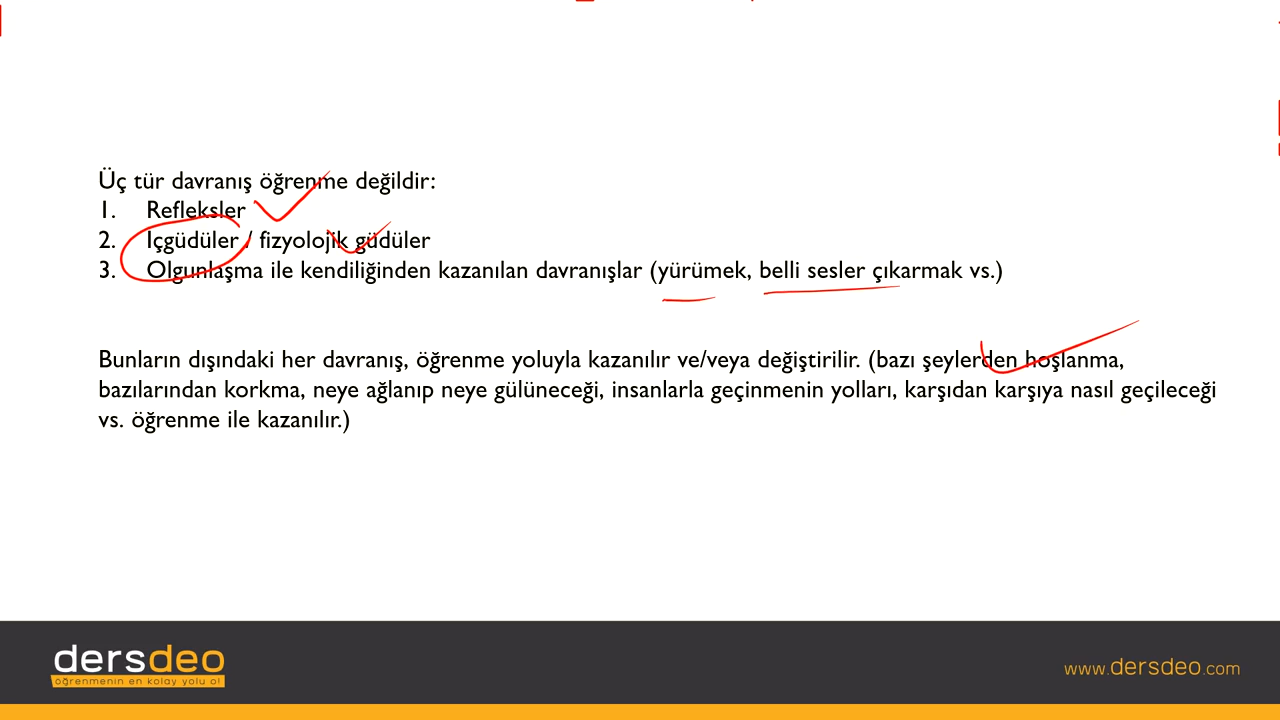 Üç tür davranış öğrenme değildir:
1. Refleksler
2. Içgüdüler / fizyolojik güdüler
3. Olgunlaşma ile kendiliğinden kazanılan davranışlar (yürümek, belli sesler çıkarmak vs.)
Bunların dışındaki her davranış, öğrenme yoluyla kazanılır ve/veya değiştirilir. (bazı şeylerden hoşlanma,
bazılarından korkma, neye ağlanıp neye gülüneceği, insanlarla geçinmenin yolları, karşıdan karşıya nasıl geçileceği
vs. öğrenme ile kazanılır.)
dersdeo
öğrenmenin en kolay yolu o!
www.dersdeo.com